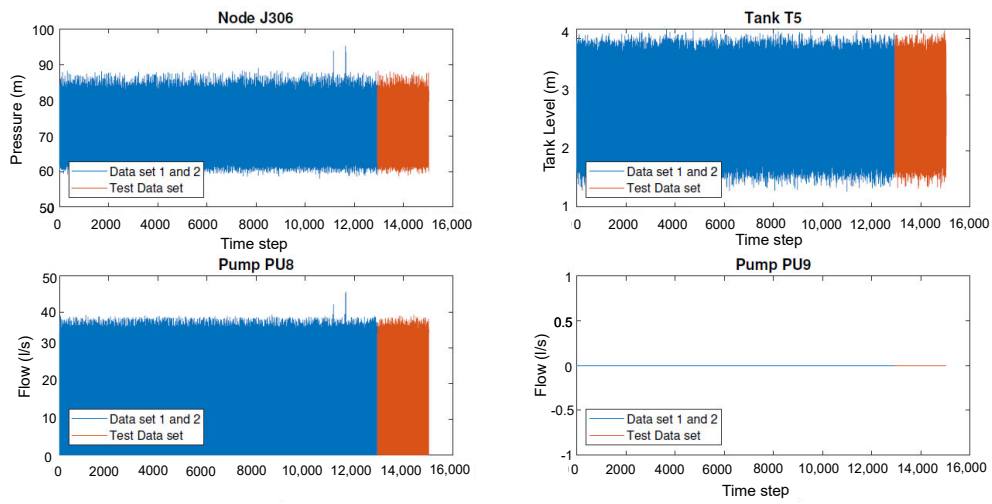 Node J306
100
90
80
70
60
50
Pressure (m)
Data set 1 and 2
Test Data set
0 2000 4000 6000 8000 10,000 12,000 14,000 16,000
Time step
Tank T5
4
3
2
1
Tank Level (m)
Data set 1 and 2
Test Data set
0 2000 4000 6000 8000 10,000 12,000 14,000 16,000
Time step
Pump PU8
50
40
30
20
10
0
Flow (l/s)
Data set 1 and 2
Test Data set
0 2000 4000 6000 8000 10,000 12,000 14,000 16,000
Pump PU9
1
0.5
0
-0.5
-1
Flow (l/s)
Data set 1 and 2
Test Data set
0 2000 4000 6000 8000 10,000 12,000 14,000 16,000
Time step